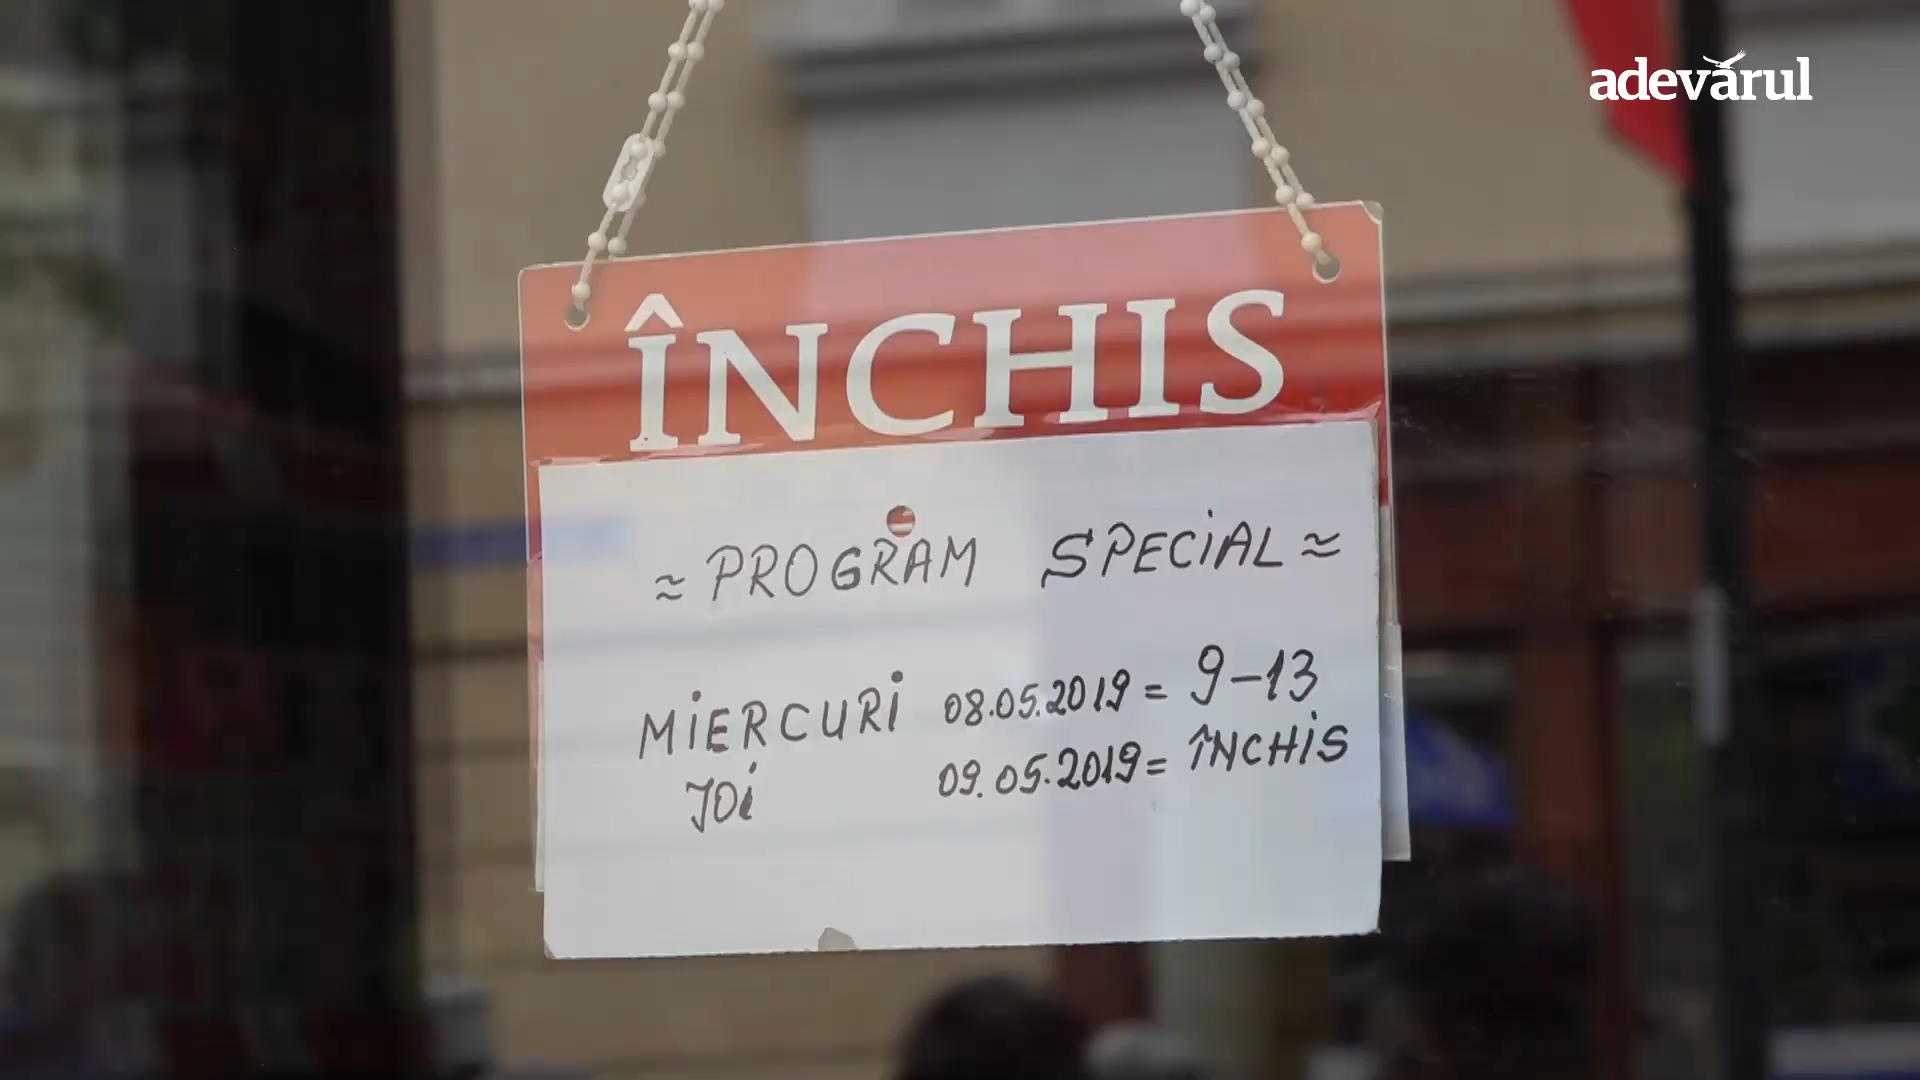 adevărul
ÎNCHIS
≈ PROGRAM SPECIAL ≈
MIERCURI 08.05.2019 = 9-13
JOI 09.05.2019 = ÎNCHIS